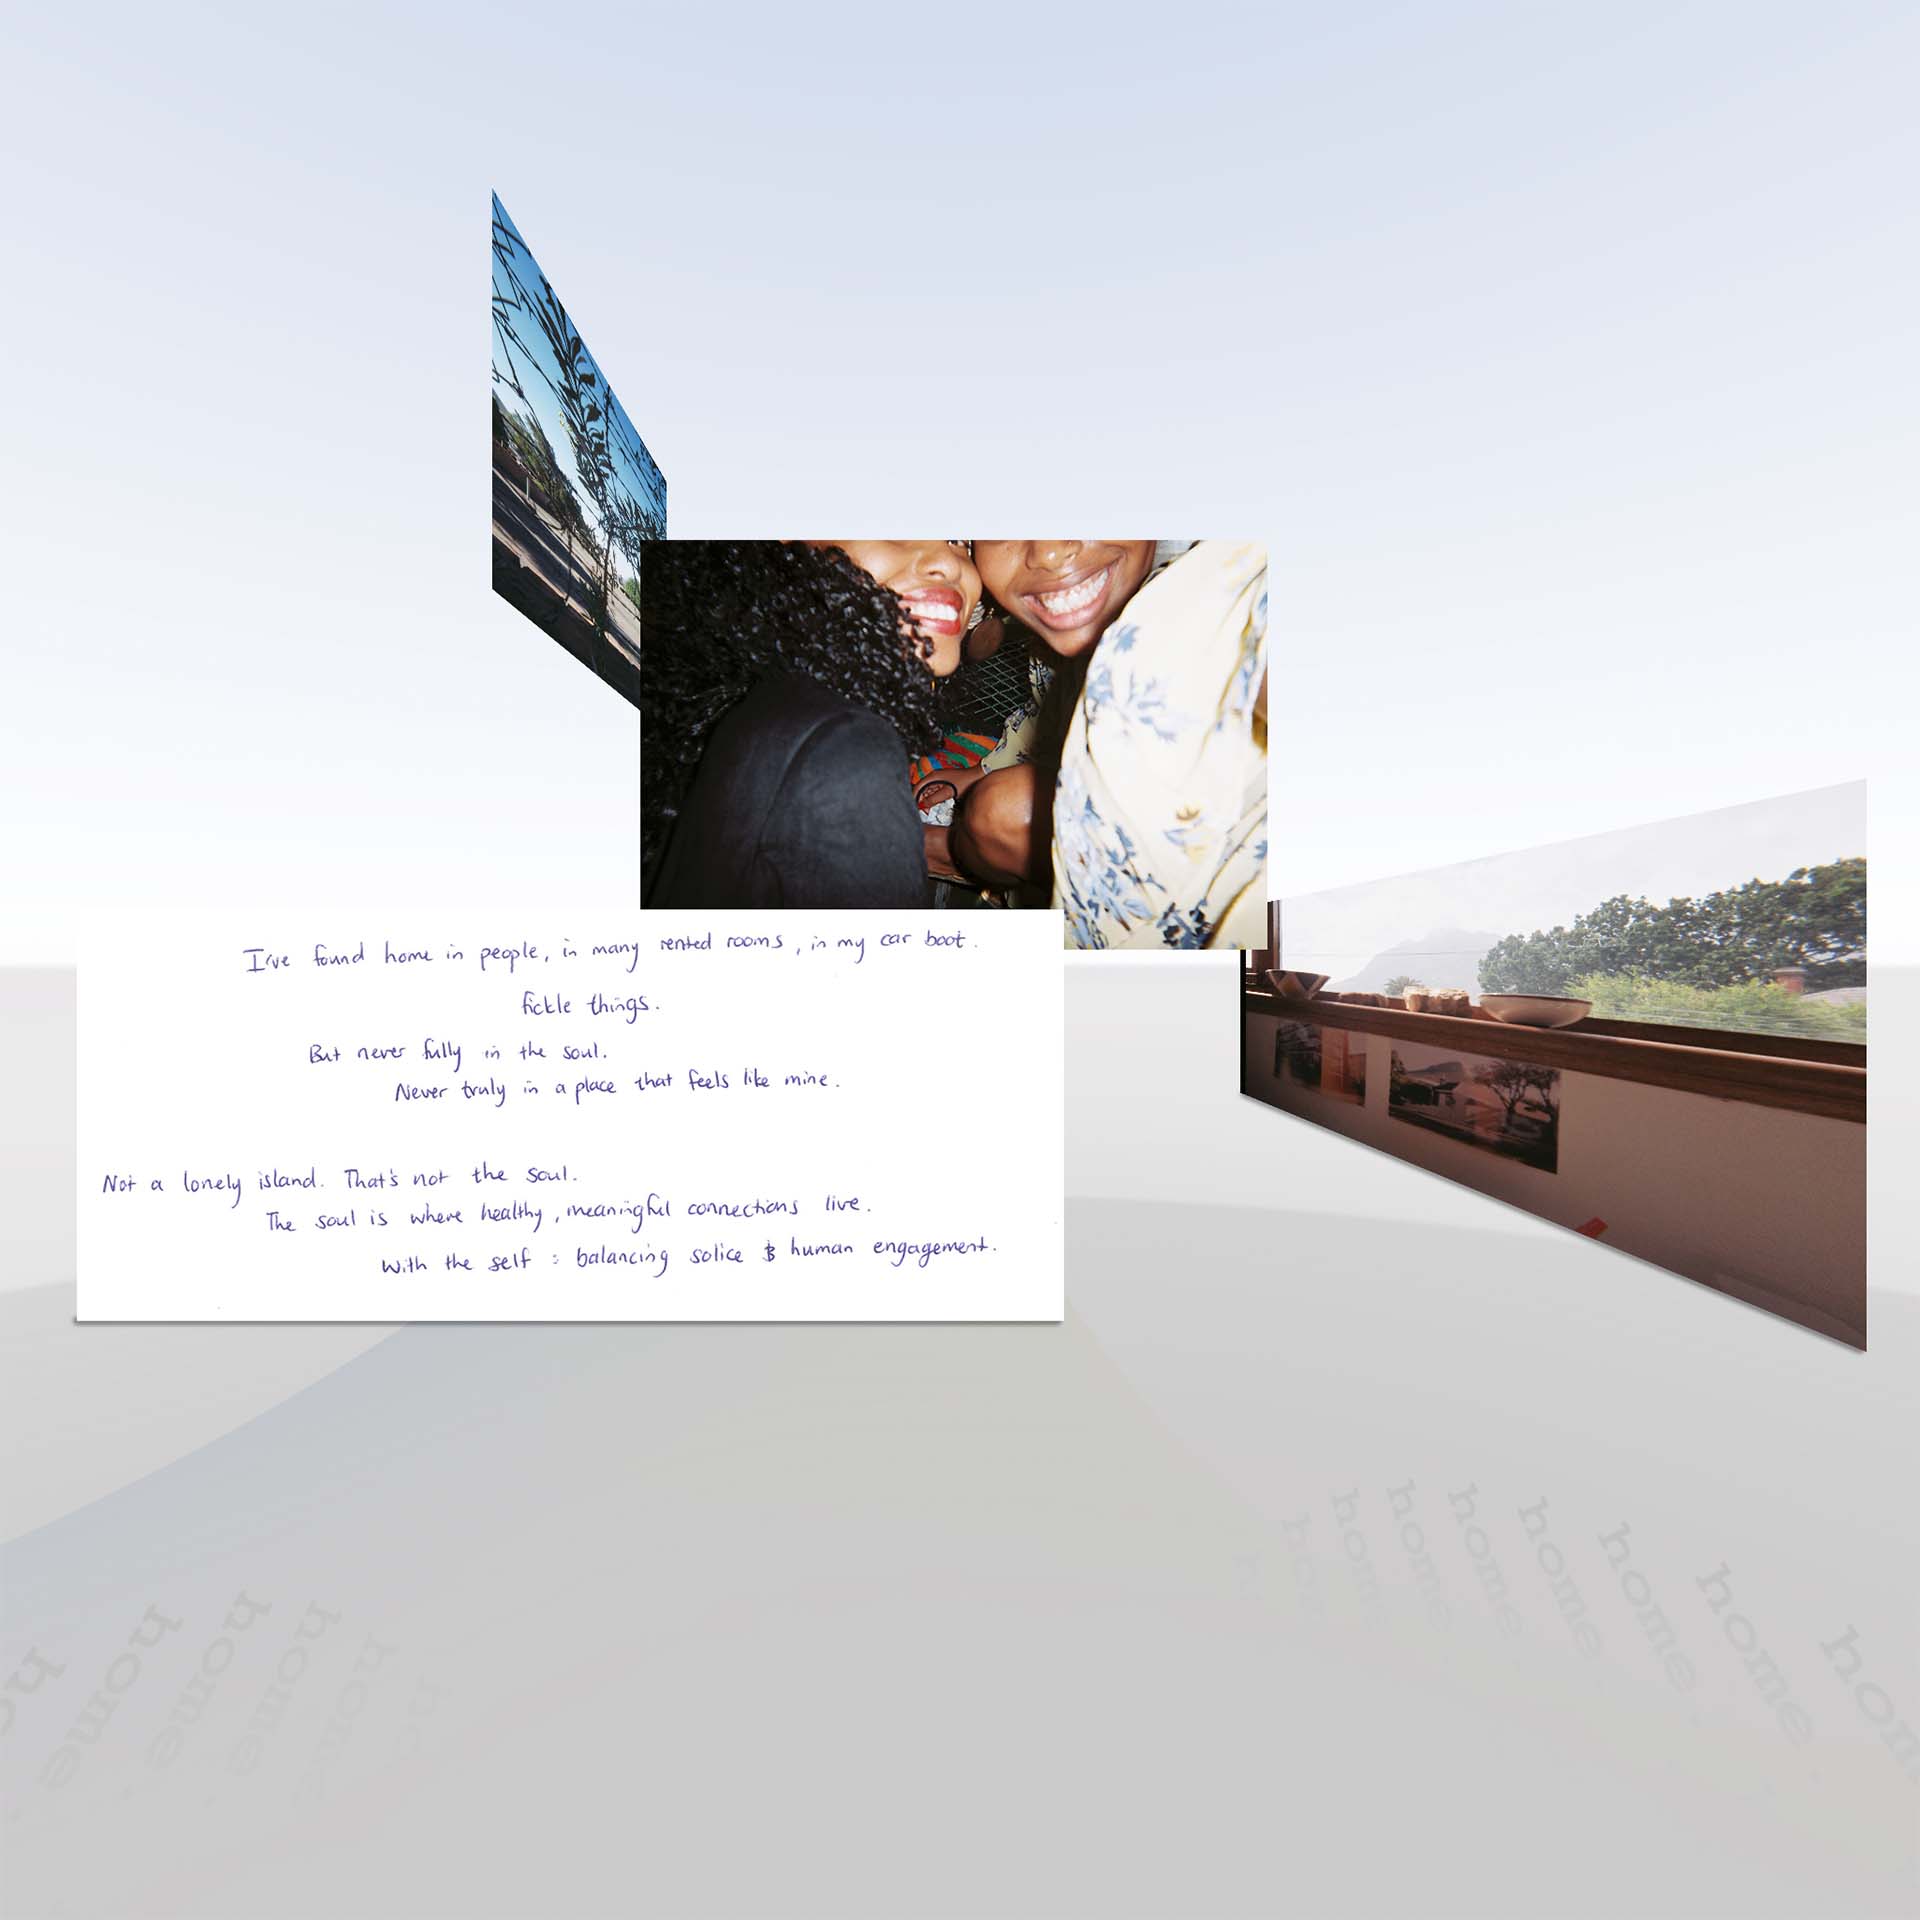 I've found home in people, in many rented rooms, in my car boot.
fickle things.
But never fully in the soul.
Never truly in a place that feels like mine.
Not a lonely island. That's not the soul.
The soul is where healthy, meaningful connections live.
With the self : balancing solice & human engagement.
home
home
home
home
home
home
home
home
home
home
home